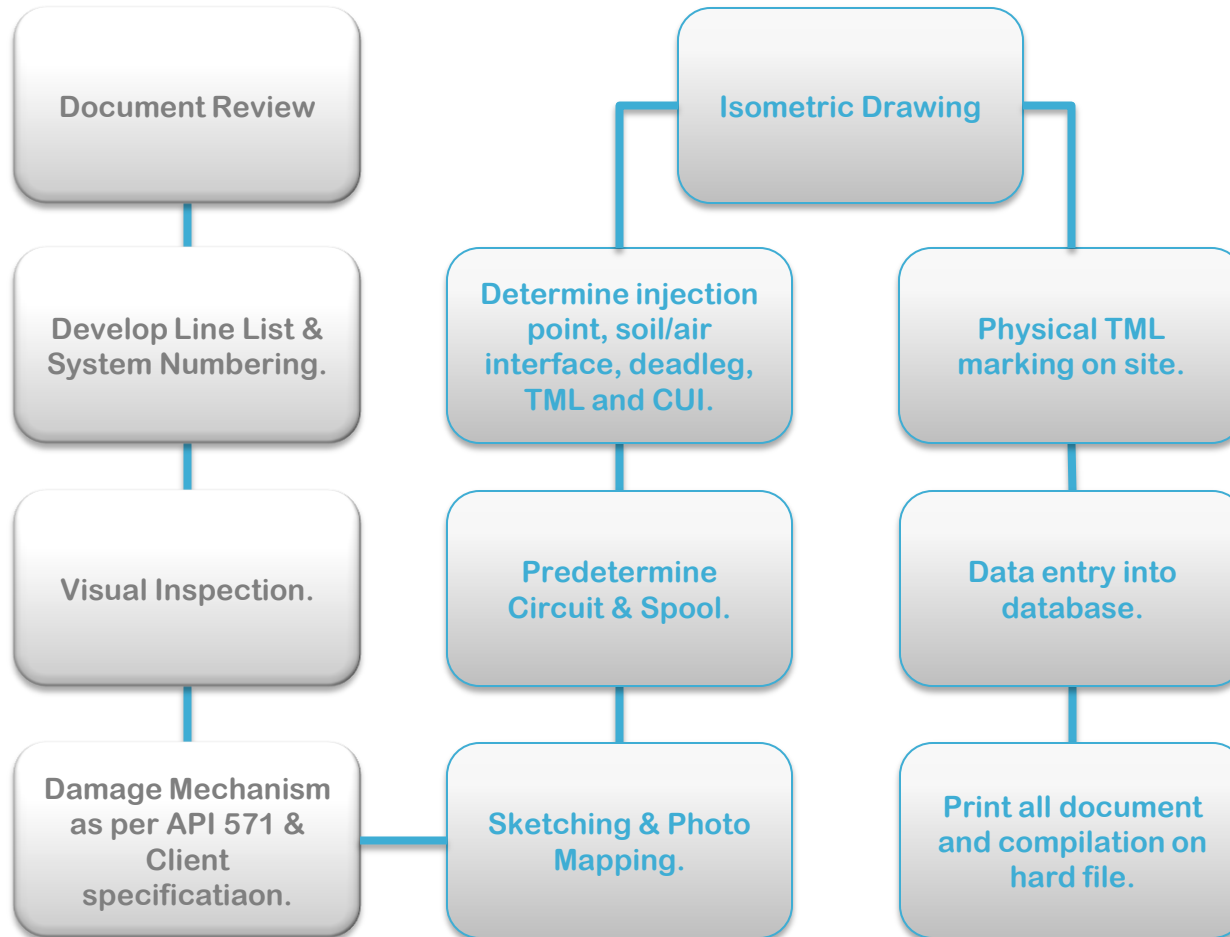 Document Review
Develop Line List &
System Numbering.
Visual Inspection.
Damage Mechanism
as per API 571 &
Client
specificatiaon.
Sketching & Photo
Mapping.
Predetermine
Circuit & Spool.
Determine injection
point, soil/air
interface, deadleg,
TML and CUI.
Isometric Drawing
Physical TML
marking on site.
Data entry into
database.
Print all document
and compilation on
hard file.